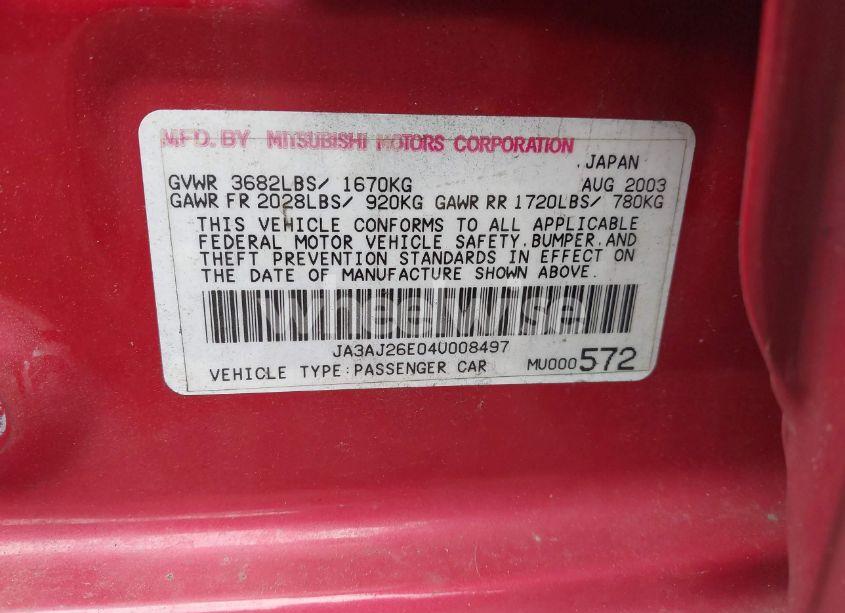 MFD. BY MITSUBISHI MOTORS CORPORATION
JAPAN
GVWR 3682LBS/ 1670KG AUG 2003
GAWR FR 2028LBS/ 920KG GAWR RR 1720LBS/ 780KG
THIS VEHICLE CONFORMS TO ALL APPLICABLE
FEDERAL MOTOR VEHICLE SAFETY, BUMPER, AND
THEFT PREVENTION STANDARDS IN EFFECT ON
THE DATE OF MANUFACTURE SHOWN ABOVE.
wheelwise
JA3AJ26E04U008497
VEHICLE TYPE: PASSENGER CAR MU000572